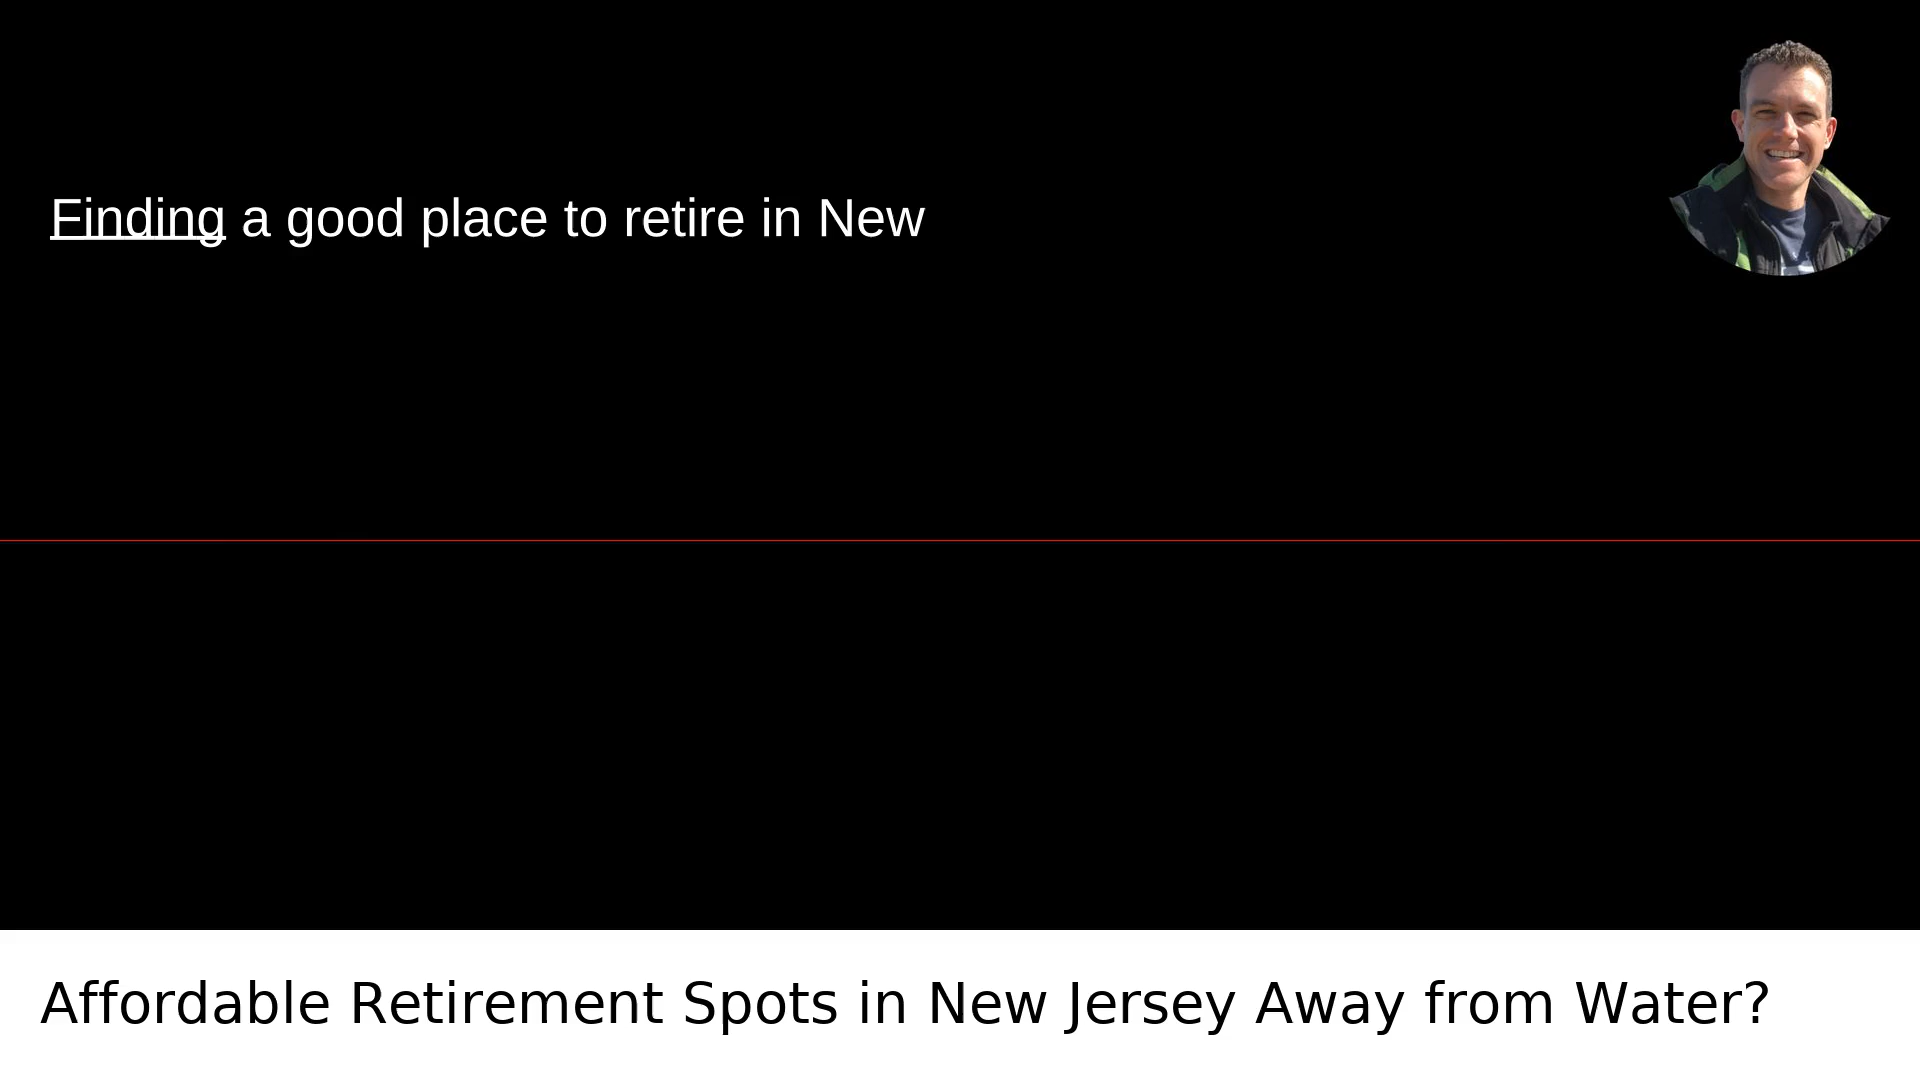 Finding a good place to retire in New
Affordable Retirement Spots in New Jersey Away from Water?